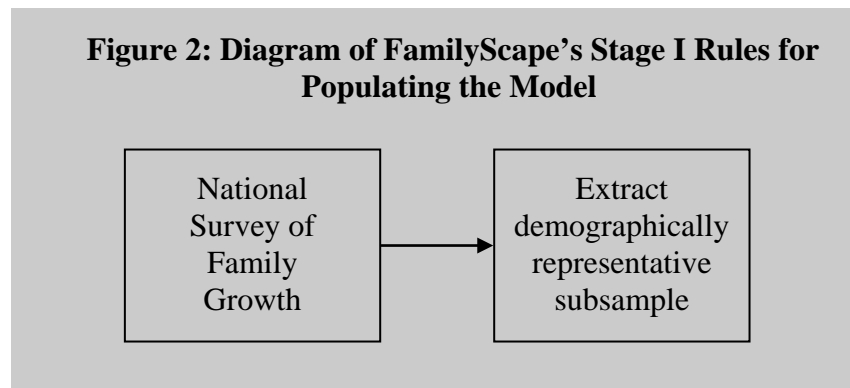 Figure 2: Diagram of FamilyScape's Stage I Rules for
Populating the Model
National
Survey of
Family
Growth
Extract
demographically
representative
subsample